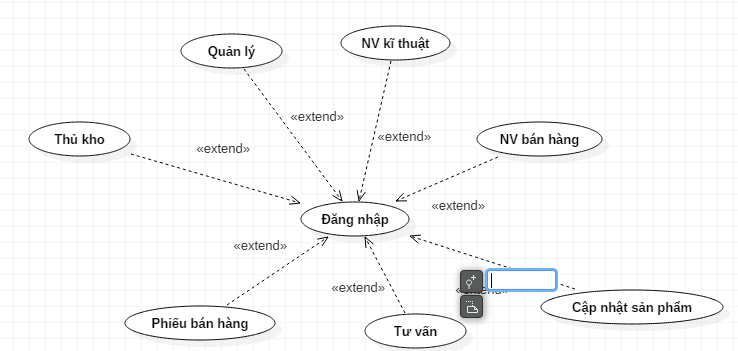 NV kĩ thuật
Quản lý
«extend»
«extend»
Thủ kho
NV bán hàng
«extend»
«extend»
Đăng nhập
«extend»
«extend»
Cập nhật sản phẩm
Phiếu bán hàng
Tư vấn